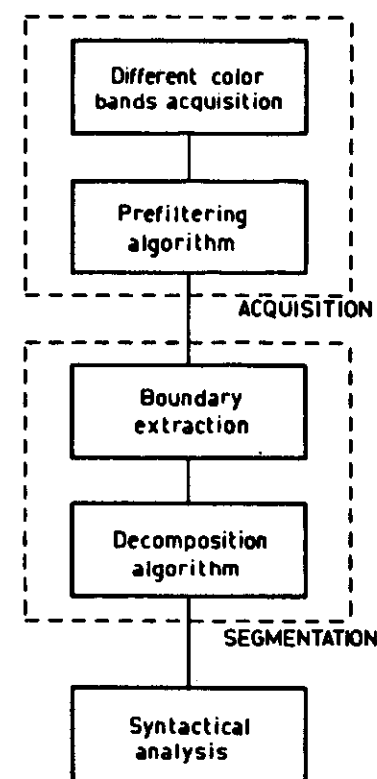 Different color
bands acquisition
Prefiltering
algorithm
ACQUISITION
Boundary
extraction
Decomposition
algorithm
SEGMENTATION
Syntactical
analysis